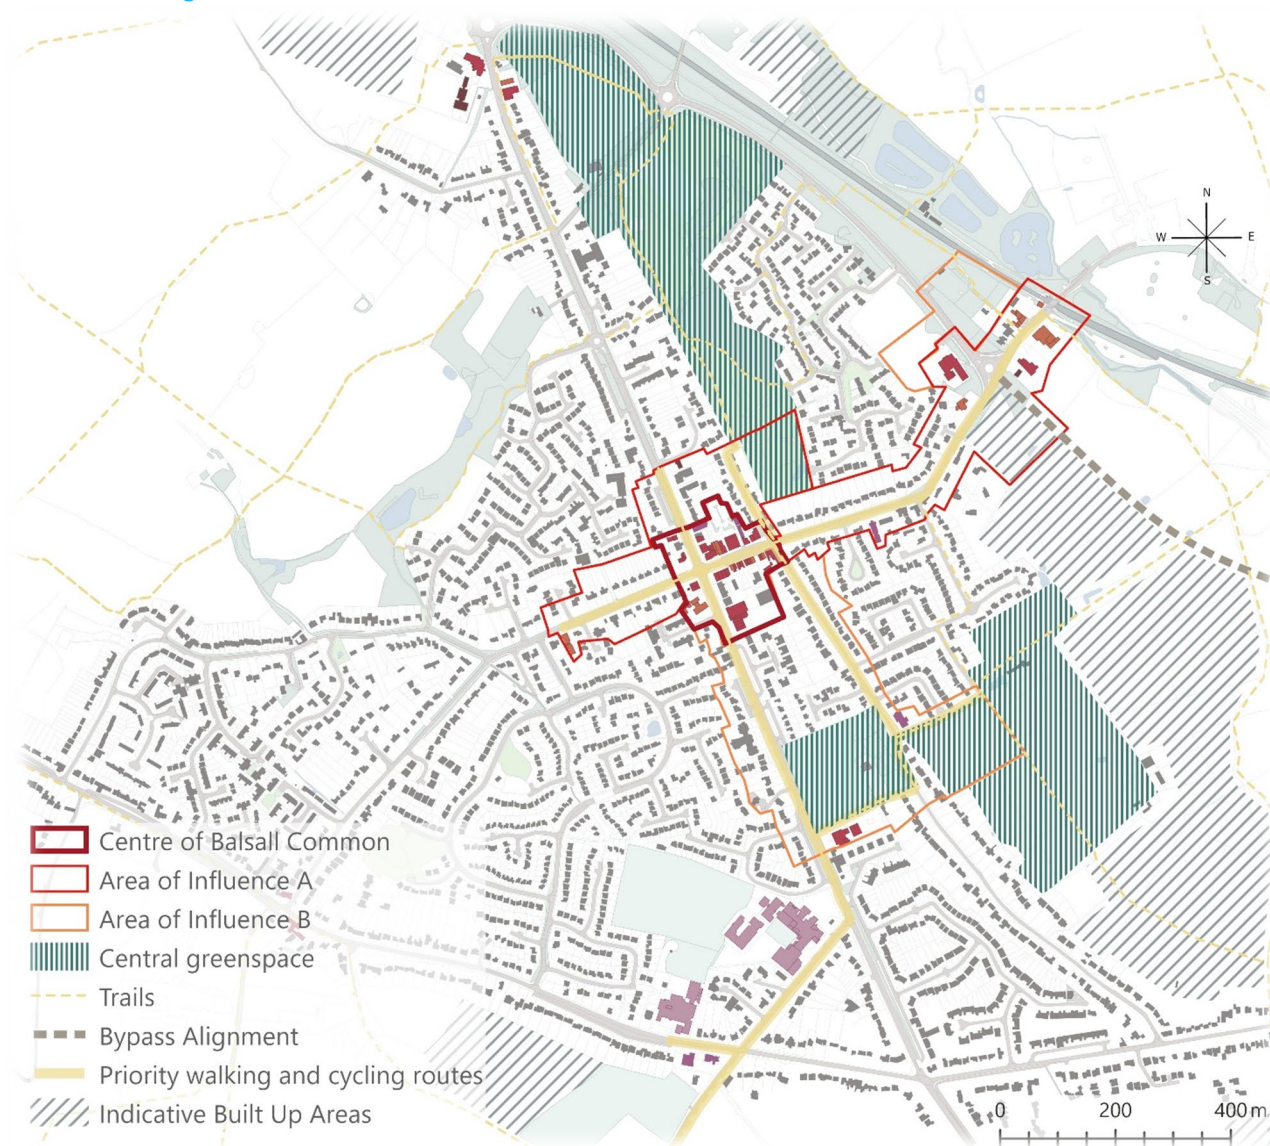 N
W E
S
Centre of Balsall Common
Area of Influence A
Area of Influence B
Central greenspace
Trails
Bypass Alignment
Priority walking and cycling routes
Indicative Built Up Areas
0 200 400 m